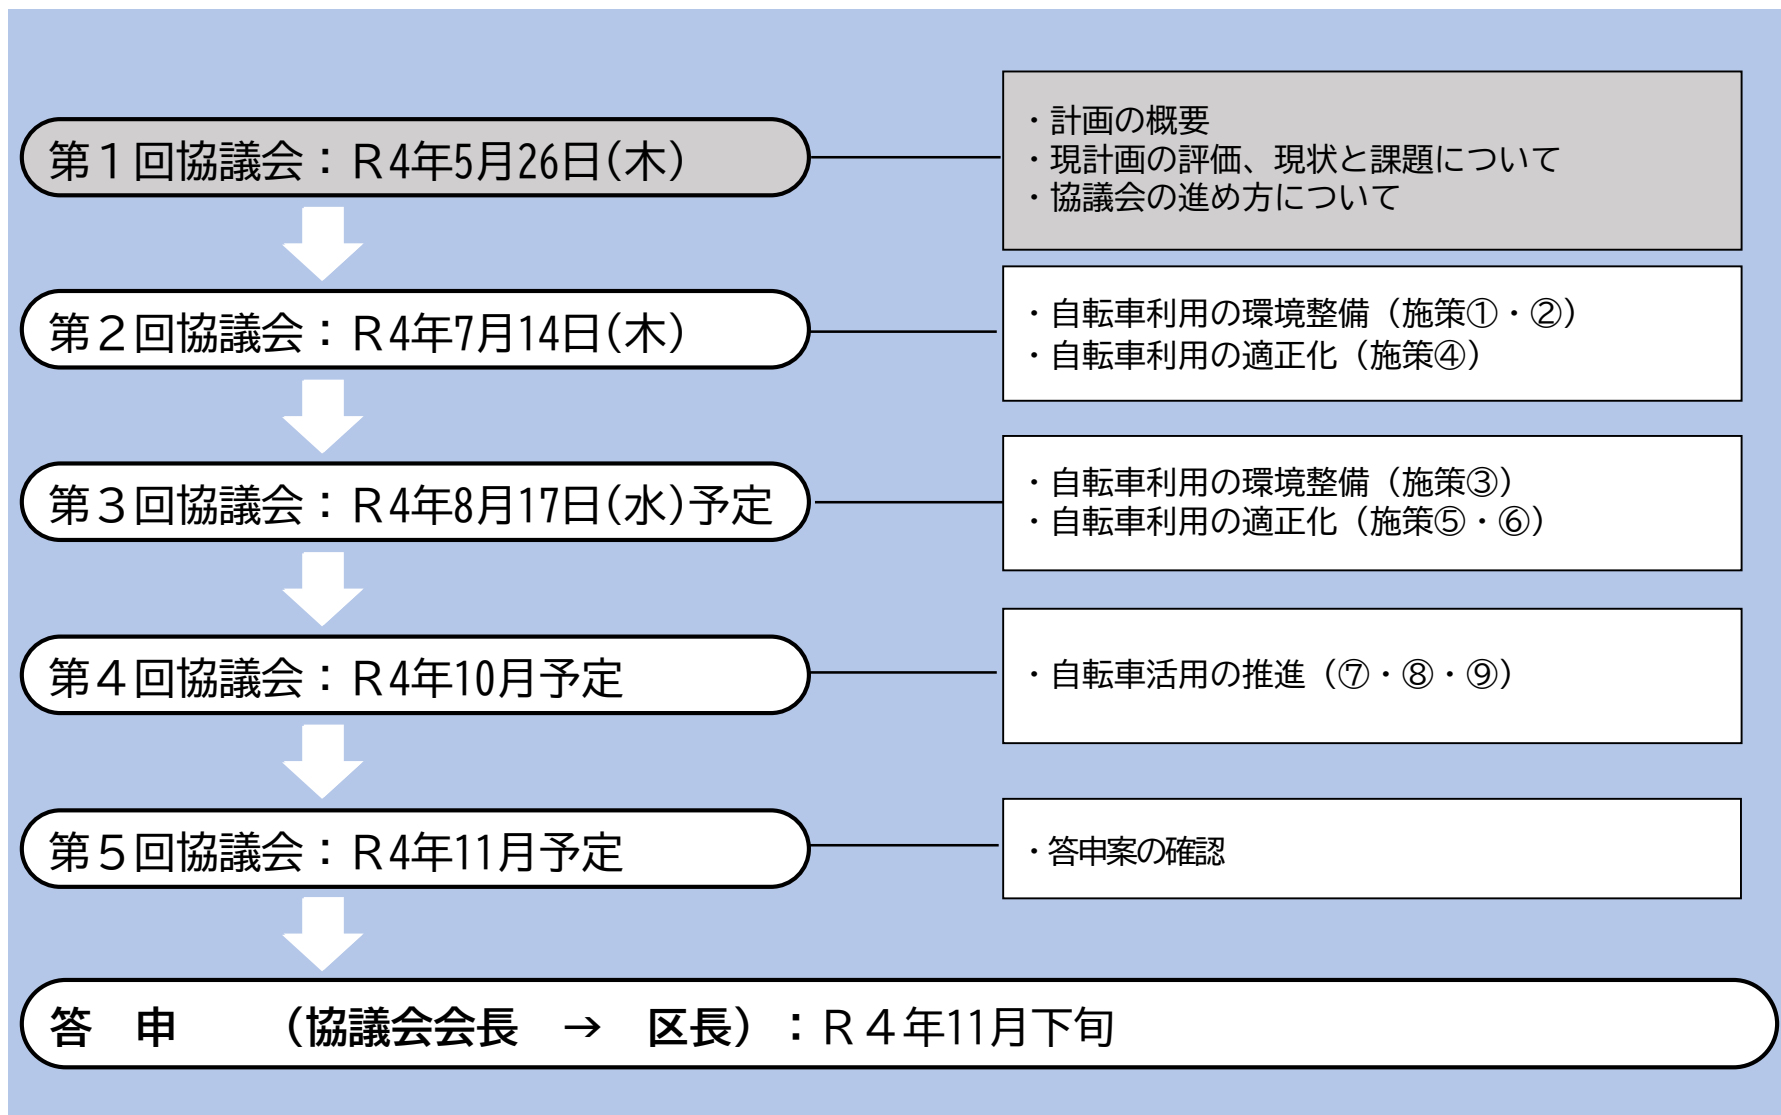 第１回協議会：Ｒ4年5月26日(木)
・計画の概要
・現計画の評価、現状と課題について
・協議会の進め方について
第２回協議会：Ｒ4年7月14日(木)
・自転車利用の環境整備（施策①・②）
・自転車利用の適正化（施策④）
第３回協議会：Ｒ4年8月17日(水)予定
・自転車利用の環境整備（施策③）
・自転車利用の適正化（施策⑤・⑥）
第４回協議会：Ｒ4年10月予定
・自転車活用の推進（⑦・⑧・⑨）
第５回協議会：Ｒ4年11月予定
・答申案の確認
答　申　　（協議会会長　→　区長）：Ｒ４年11月下旬